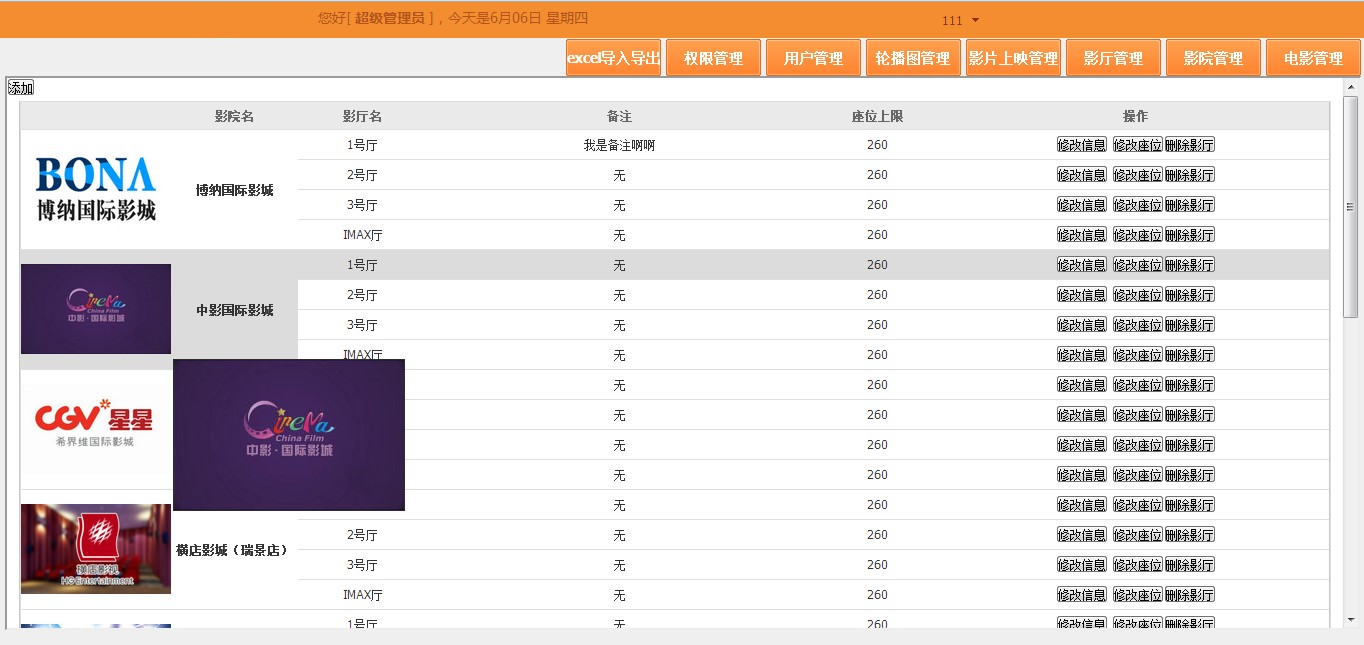 您好[ 超级管理员 ]，今天是6月06日 星期四 111
excel导入导出 权限管理 用户管理 轮播图管理 影片上映管理 影厅管理 影院管理 电影管理
添加
影院名 影厅名 备注 座位上限 操作
1号厅 我是备注啊啊 260 修改信息 修改座位 删除影厅
BONA
博纳国际影城
博纳国际影城
2号厅 无 260 修改信息 修改座位 删除影厅
3号厅 无 260 修改信息 修改座位 删除影厅
IMAX厅 无 260 修改信息 修改座位 删除影厅
1号厅 无 260 修改信息 修改座位 删除影厅
CineMa
China Film
中影·国际影城
中影国际影城
2号厅 无 260 修改信息 修改座位 删除影厅
3号厅 无 260 修改信息 修改座位 删除影厅
IMAX厅 无 260 修改信息 修改座位 删除影厅
无 260 修改信息 修改座位 删除影厅
CGV星星
希界维国际影城
CineMa
China Film
中影·国际影城
无 260 修改信息 修改座位 删除影厅
无 260 修改信息 修改座位 删除影厅
无 260 修改信息 修改座位 删除影厅
无 260 修改信息 修改座位 删除影厅
横店影视
HG Entertainment
横店影城（瑞景店）
2号厅 无 260 修改信息 修改座位 删除影厅
3号厅 无 260 修改信息 修改座位 删除影厅
IMAX厅 无 260 修改信息 修改座位 删除影厅
1号厅 无 260 修改信息 修改座位 删除影厅